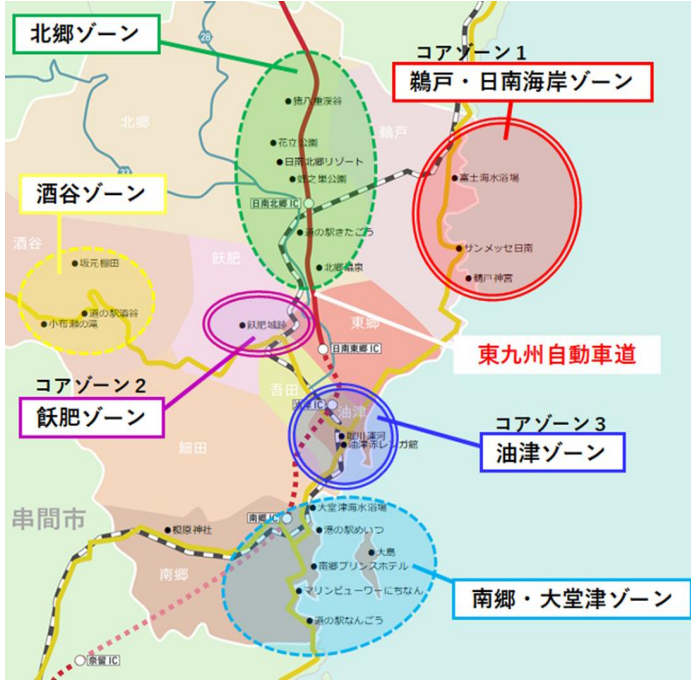 北郷ゾーン
コアゾーン1
鵜戸・日南海岸ゾーン
28
猪八重渓谷
北郷
鵜戸
花立公園
日南北郷リゾート
蜂之巣公園
富士海水浴場
酒谷ゾーン
日南北郷IC
道の駅きたごう
酒谷
飫肥
サンメッセ日南
坂元棚田
北郷温泉
鵜戸神宮
道の駅酒谷
小布瀬の滝
飫肥城跡
東郷
日南東郷IC
東九州自動車道
コアゾーン2
飫肥ゾーン
吾田
油津IC
油津
コアゾーン3
油津ゾーン
堀川運河
油津赤レンガ館
細田
大堂津海水浴場
串間市
南郷IC
榎原神社
港の駅めいつ
大島
南郷プリンスホテル
南郷
マリンビューワーにちなん
南郷・大堂津ゾーン
道の駅なんごう
奈留IC